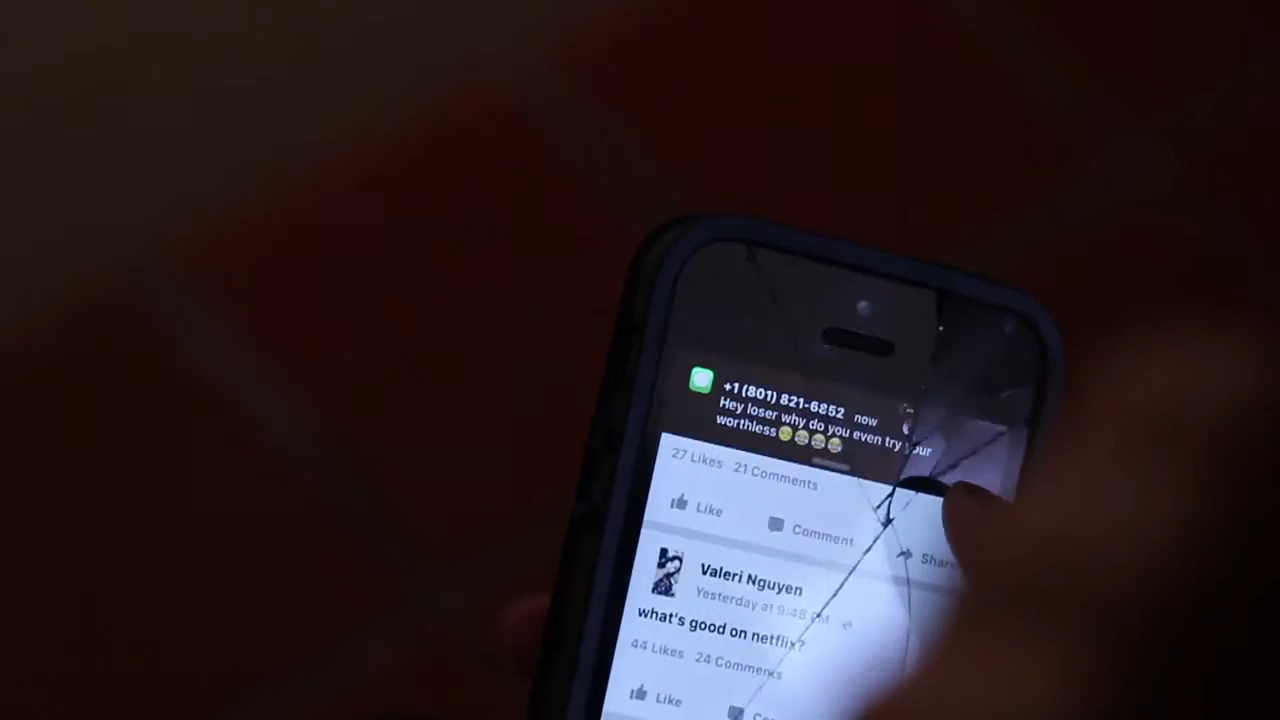 +1 (801) 821-6852 now
Hey loser why do you even try your
worthless😔😂😂😂
27 Likes 21 Comments
Like Comment Share
Valeri Nguyen
Yesterday at 9:48 PM
what's good on netflix?
44 Likes 24 Comments
Like